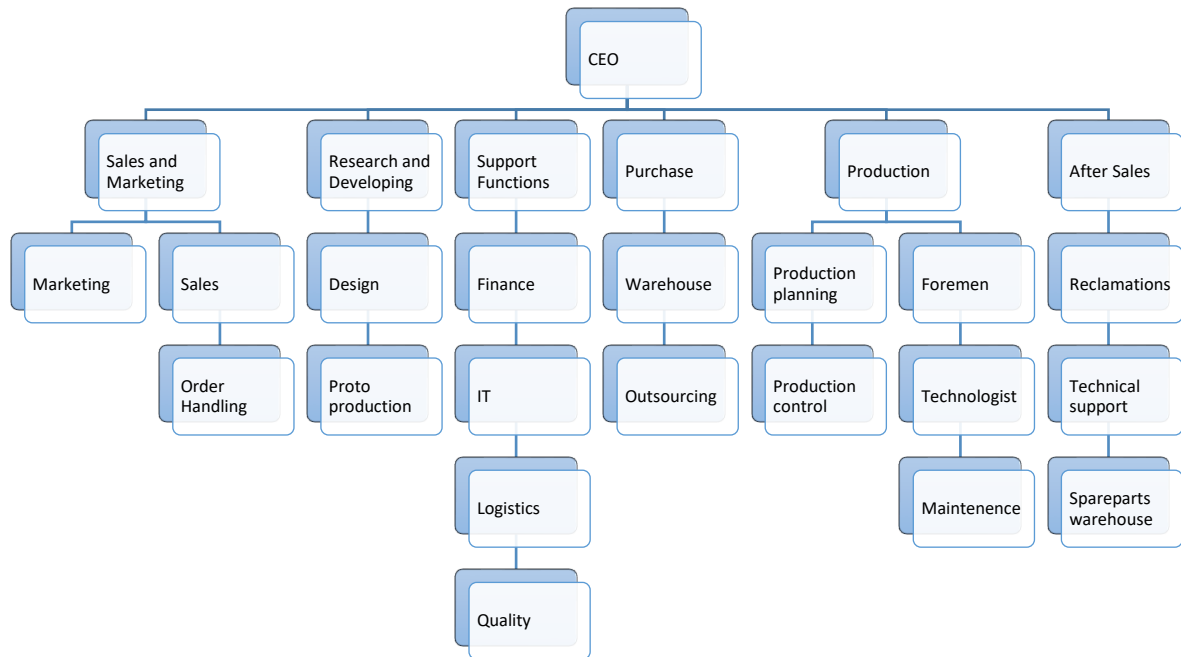 CEO
Sales and
Marketing
Research and
Developing
Support
Functions
Purchase
Production
After Sales
Marketing
Sales
Design
Finance
Warehouse
Production
planning
Foremen
Reclamations
Order
Handling
Proto
production
IT
Outsourcing
Production
control
Technologist
Technical
support
Logistics
Maintenence
Spareparts
warehouse
Quality